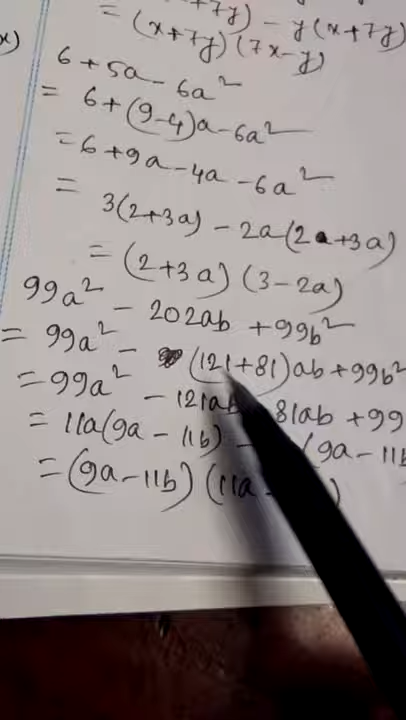 x)
= (x+7y) - y(x+7y)
= (x+7y)(7x-y)
6+5a-6a²
= 6+(9-4)a-6a²
=6+9a-4a-6a²
= 3(2+3a) - 2a(2+3a)
= (2+3a) (3-2a)
99a² - 202ab +99b²
= 99a² - (121+81)ab+99b²
=99a² - 121ab 81ab +99
= 11a(9a-11b) - (9a-11b
= (9a-11b) (11a )